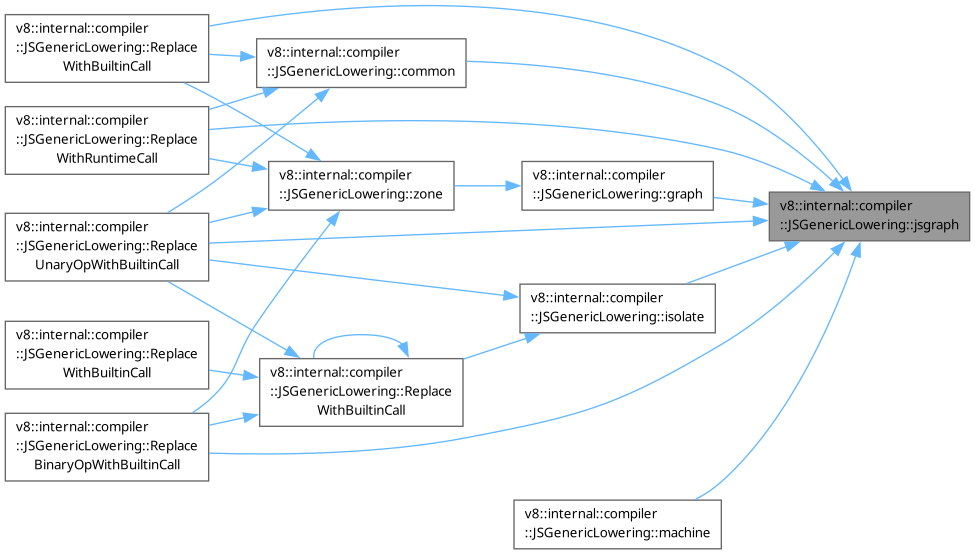 v8::internal::compiler
::JSGenericLowering::Replace
WithBuiltinCall
v8::internal::compiler
::JSGenericLowering::common
v8::internal::compiler
::JSGenericLowering::Replace
WithRuntimeCall
v8::internal::compiler
::JSGenericLowering::zone
v8::internal::compiler
::JSGenericLowering::graph
v8::internal::compiler
::JSGenericLowering::jsgraph
v8::internal::compiler
::JSGenericLowering::Replace
UnaryOpWithBuiltinCall
v8::internal::compiler
::JSGenericLowering::isolate
v8::internal::compiler
::JSGenericLowering::Replace
WithBuiltinCall
v8::internal::compiler
::JSGenericLowering::Replace
WithBuiltinCall
v8::internal::compiler
::JSGenericLowering::Replace
BinaryOpWithBuiltinCall
v8::internal::compiler
::JSGenericLowering::machine